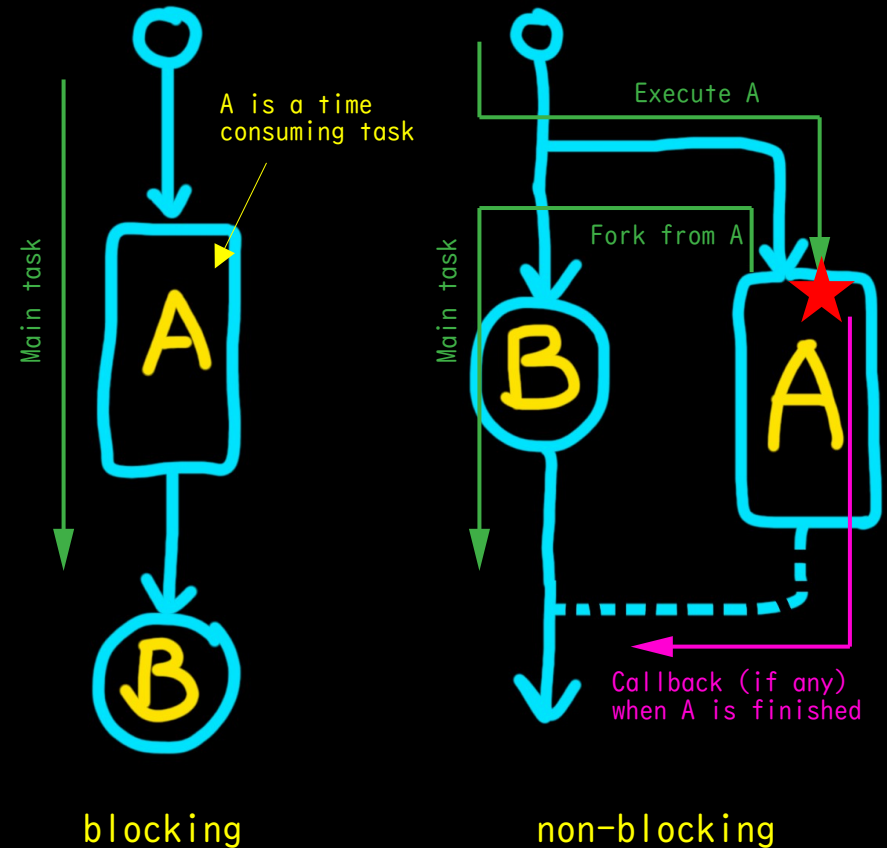 A is a time
consuming task
Main task
A
B
blocking
Execute A
Fork from A
Main task
B
A
Callback (if any)
when A is finished
non-blocking